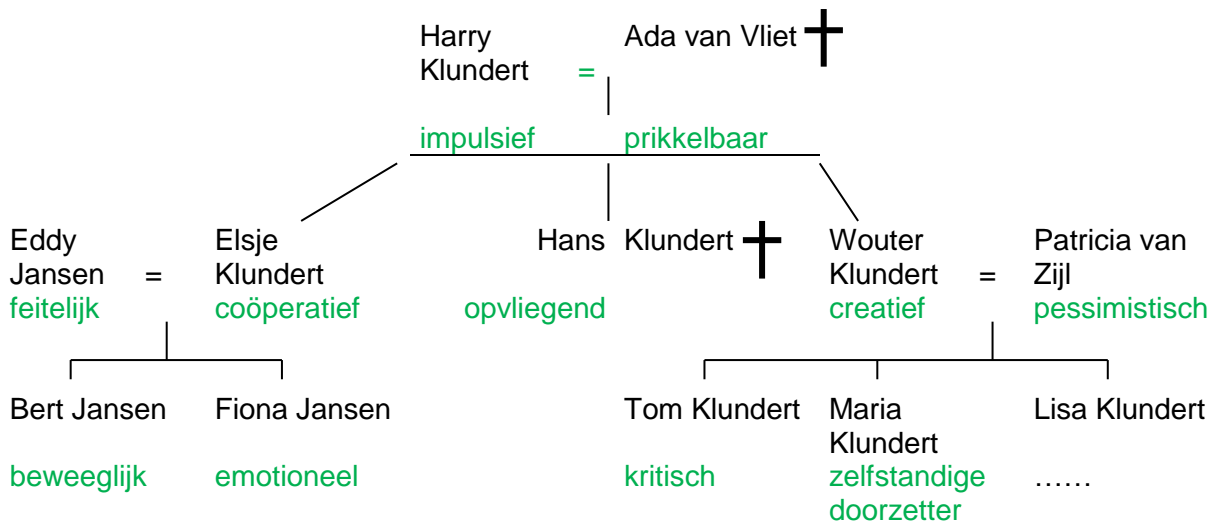 Harry Ada van Vliet
Klundert =
impulsief prikkelbaar
Eddy Elsje Hans Klundert Wouter Patricia van
Jansen = Klundert Klundert = Zijl
feitelijk coöperatief opvliegend creatief pessimistisch
Bert Jansen Fiona Jansen Tom Klundert Maria Lisa Klundert
Klundert
beweeglijk emotioneel kritisch zelfstandige ……
doorzetter